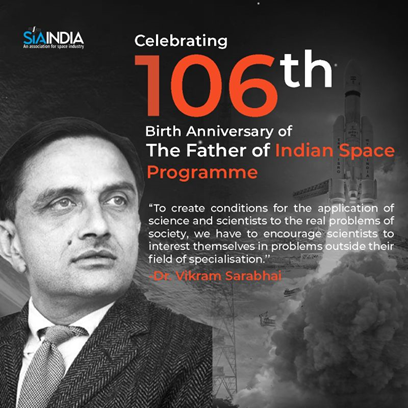 SIAINDIA
An association for space industry
Celebrating
106th
Birth Anniversary of
The Father of Indian Space
Programme
“To create conditions for the application of
science and scientists to the real problems of
society, we have to encourage scientists to
interest themselves in problems outside their
field of specialisation.”
-Dr. Vikram Sarabhai